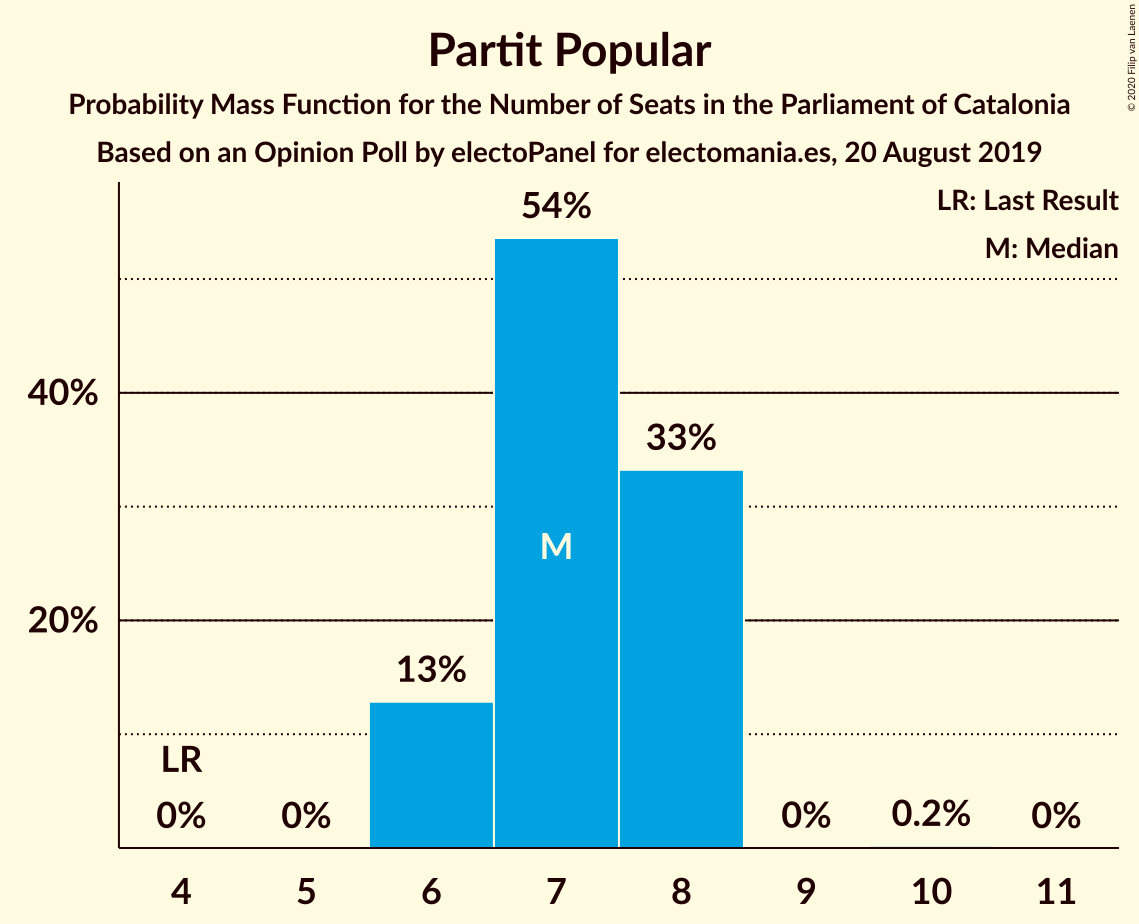 Partit Popular
Probability Mass Function for the Number of Seats in the Parliament of Catalonia
Based on an Opinion Poll by electoPanel for electomania.es, 20 August 2019
© 2020 Filip van Laenen
LR: Last Result
M: Median
54%
40%
33%
M
20%
13%
LR
0%
0%
0%
0.2%
0%
4
5
6
7
8
9
10
11